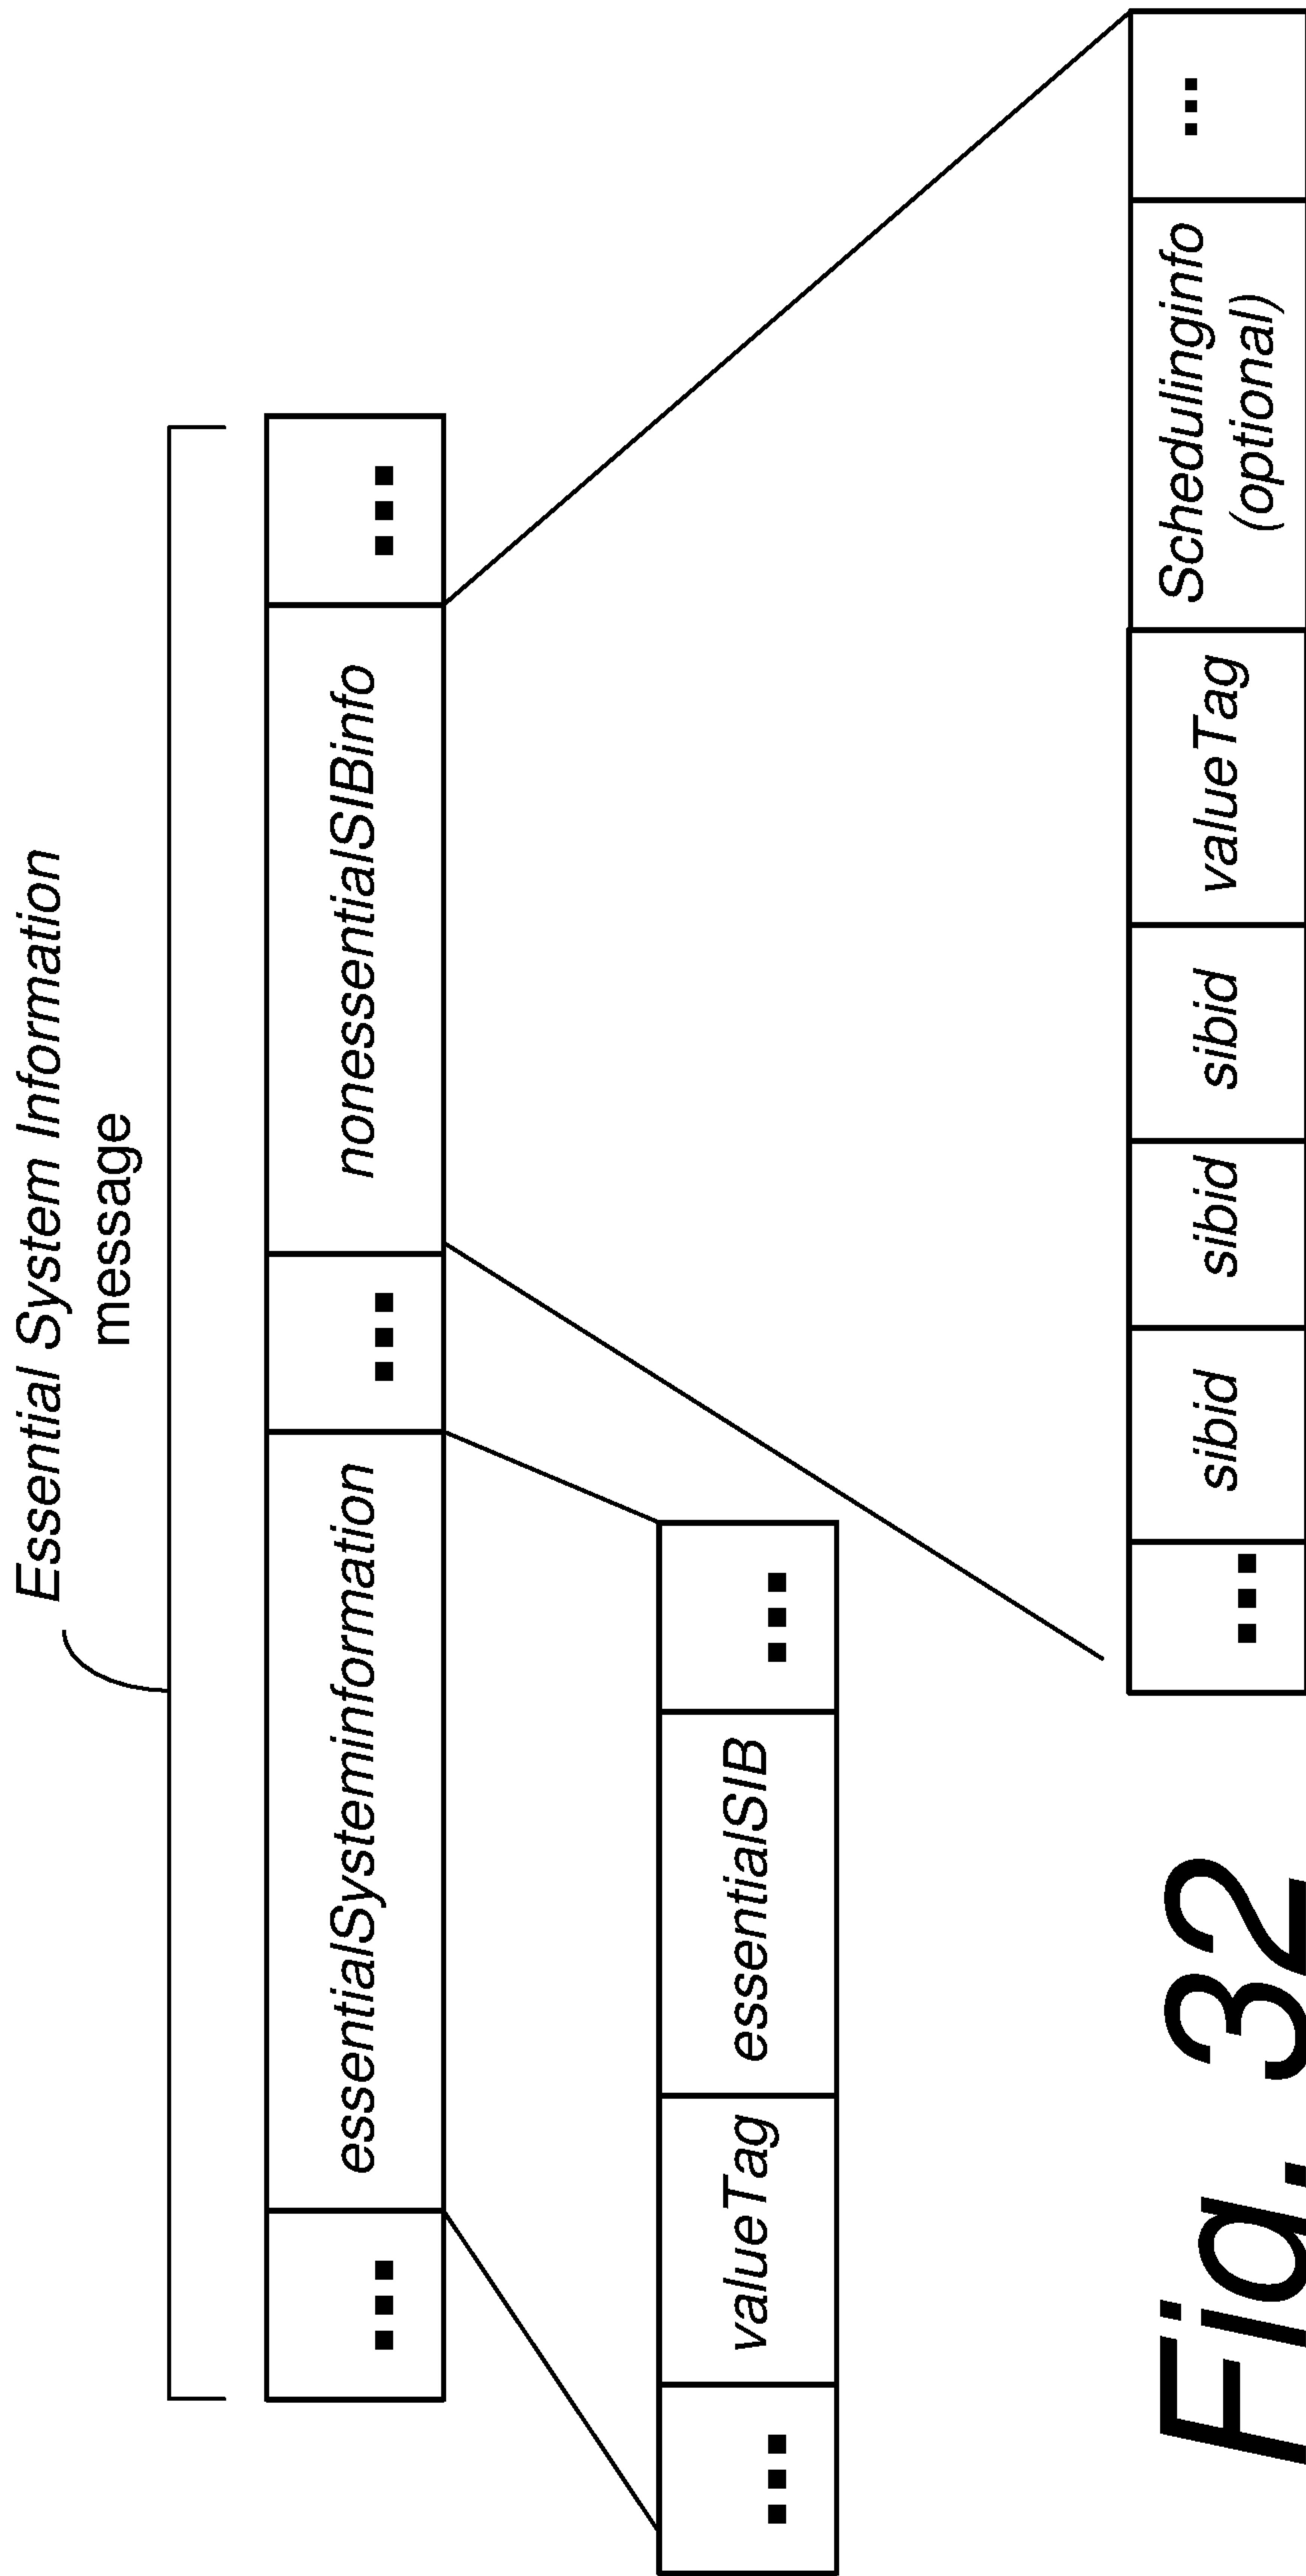 Essential System Information
message
... essentialSysteminformation ... nonessentialSIBinfo ...
... valueTag essentialSIB ...
... sibid sibid sibid valueTag Schedulinginfo
(optional) ...
Fig. 32